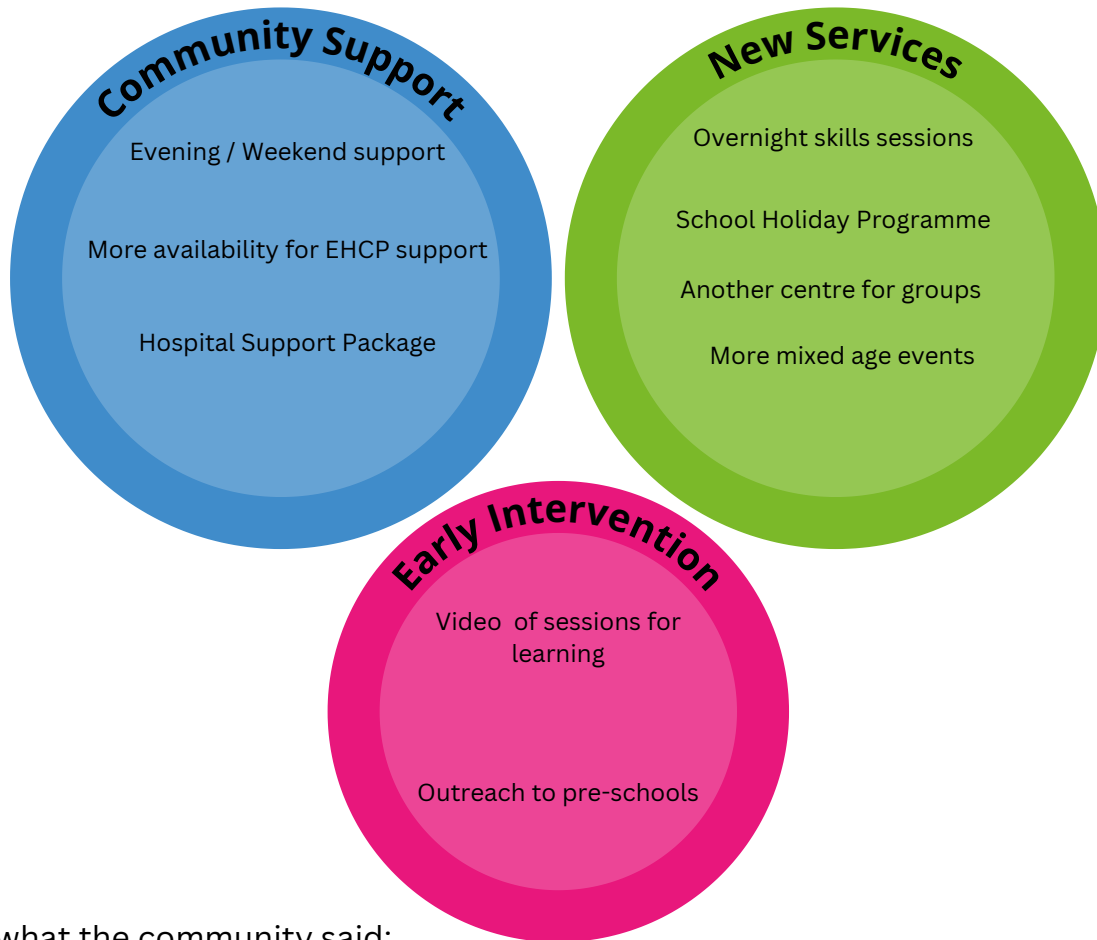 Community Support
Evening / Weekend support
More availability for EHCP support
Hospital Support Package
New Services
Overnight skills sessions
School Holiday Programme
Another centre for groups
More mixed age events
Early Intervention
Video of sessions for
learning
Outreach to pre-schools
what the community said: